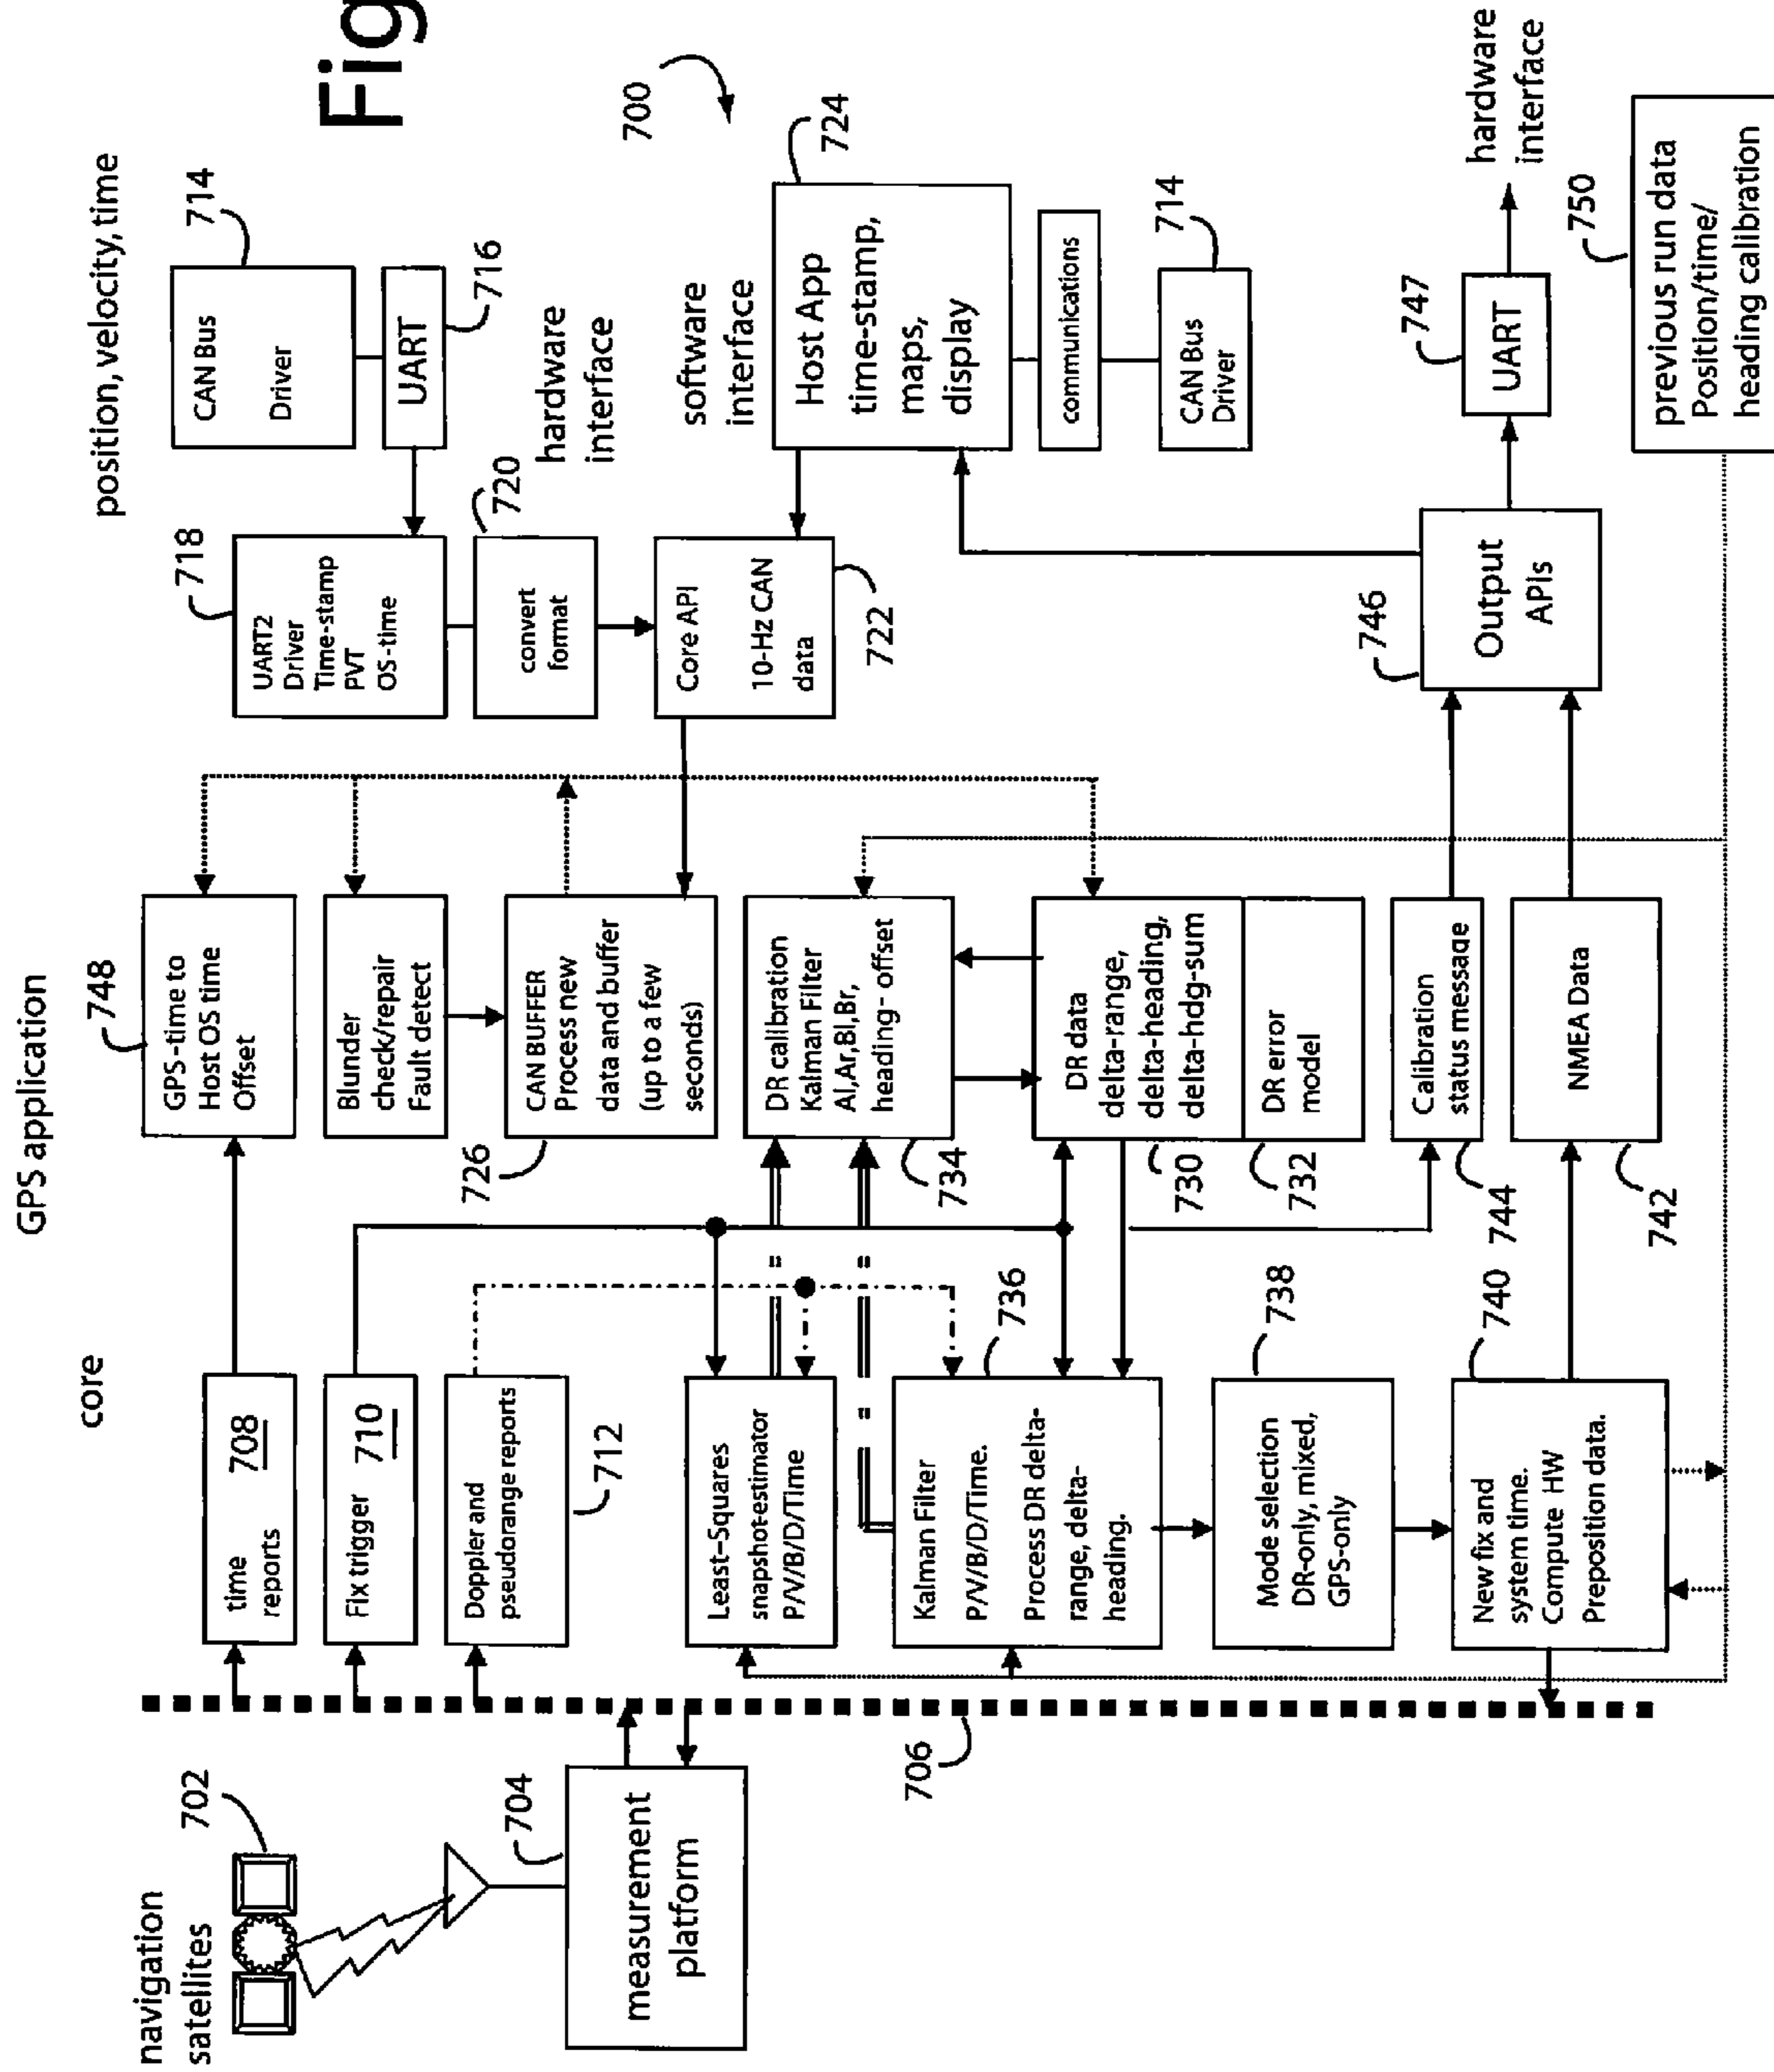 Fig
700
navigation
satellites
702
704
measurement
platform
706
core
time 708
reports
Fix trigger 710
Doppler and
pseudorange reports
712
Least-Squares
snapshot-estimator
P/V/B/D/Time
Kalman Filter
P/V/B/D/Time.
Process DR delta-
range, delta-
heading.
736
Mode selection
DR-only, mixed,
GPS-only
738
New fix and
system time.
Compute HW
Preposition data.
740
GPS application
748
GPS-time to
Host OS time
Offset
Blunder
check/repair
Fault detect
CAN BUFFER
Process new
data and buffer
(up to a few
seconds)
726
DR calibration
Kalman Filter
Al,Ar,Bl,Br,
heading-offset
734
DR data
delta-range,
delta-heading,
delta-hdg-sum
730
DR error
model
732
Calibration
status message
744
NMEA Data
742
position, velocity, time
718
UART2
Driver
Time-stamp
PVT
OS-time
convert
format
720
Core API
10-Hz CAN
data
722
CAN Bus
Driver
714
UART
716
hardware
interface
software
interface
Host App
time-stamp,
maps,
display
724
communications
CAN Bus
Driver
714
746
Output
APIs
747
UART
hardware
interface
750
previous run data
Position/time/
heading calibration